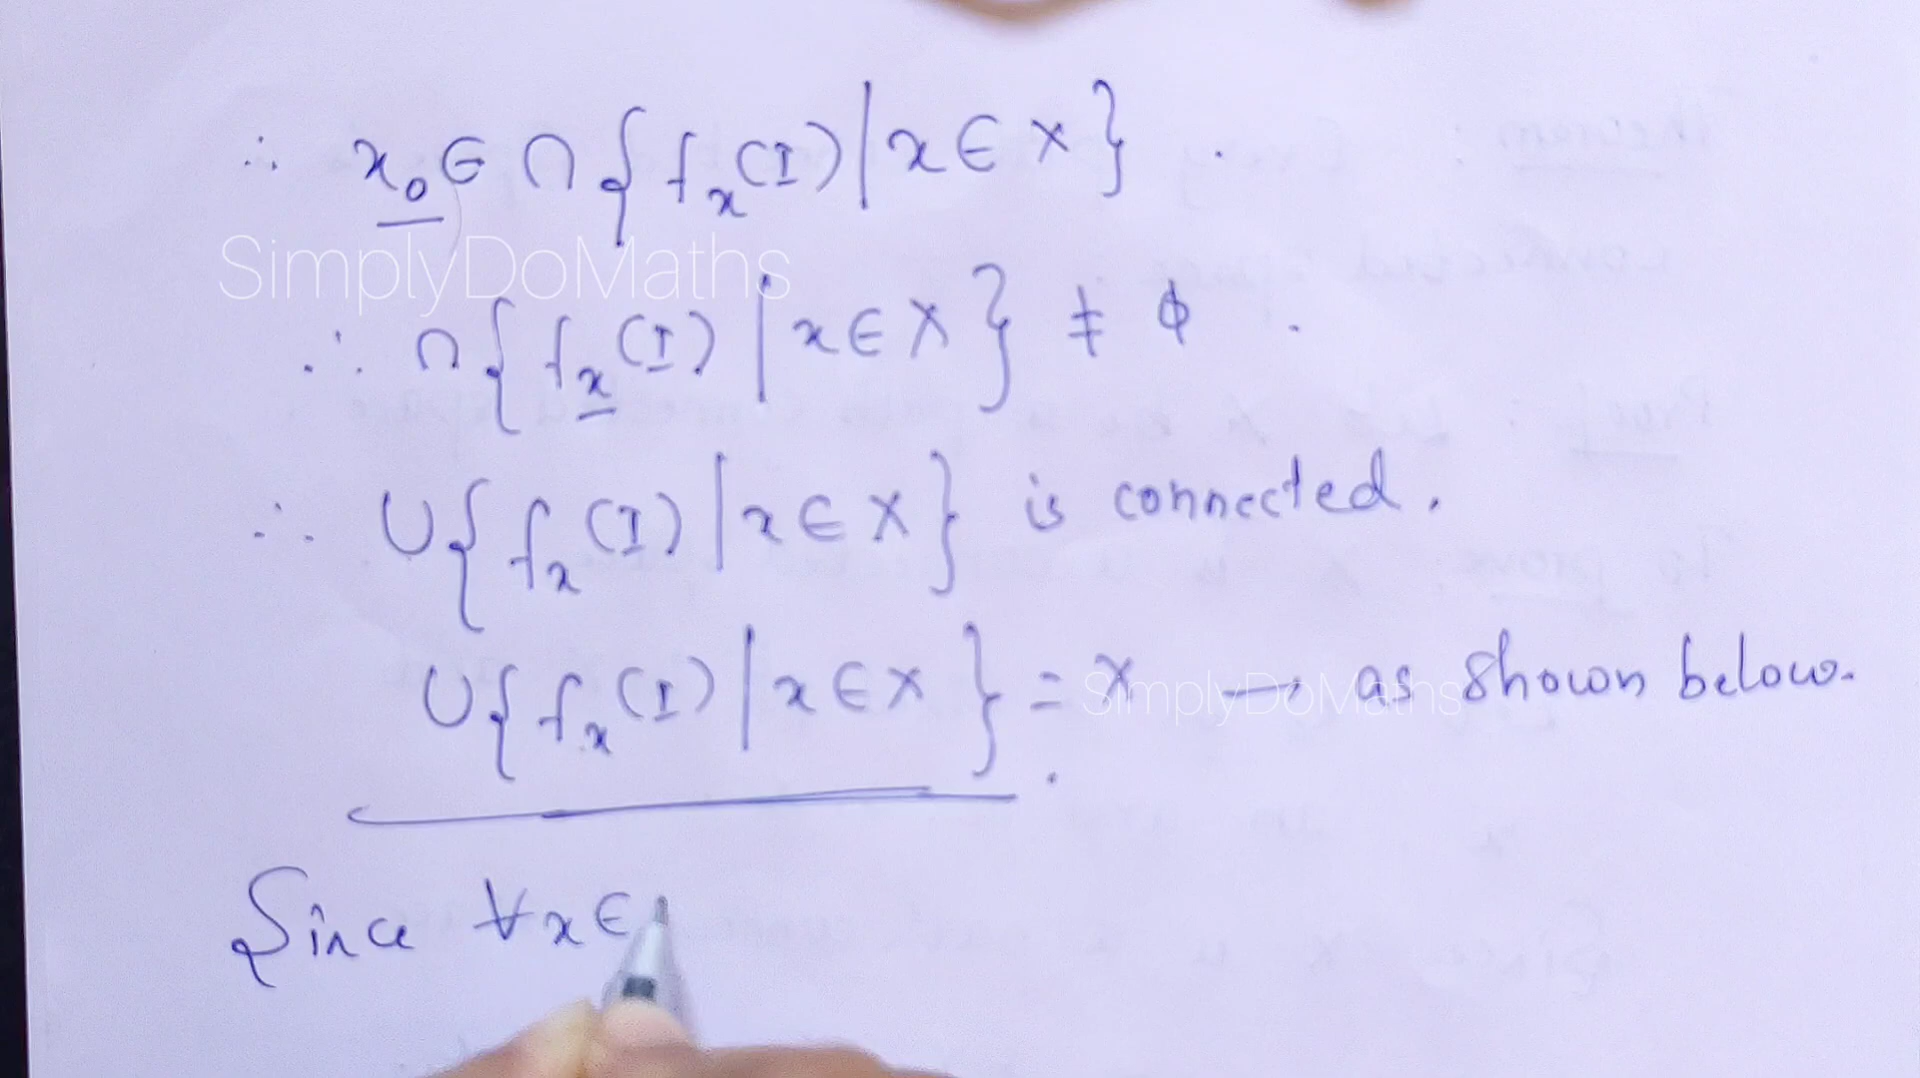 ∴ x₀ ∈ ∩{fₓ(I) | x ∈ X} .
SimplyDoMaths
∴ ∩{fₓ(I) | x ∈ X} ≠ ϕ .
∴ ∪{fₓ(I) | x ∈ X} is connected.
∪{fₓ(I) | x ∈ X} = X → as shown below.
SimplyDoMaths
Since ∀ x ∈